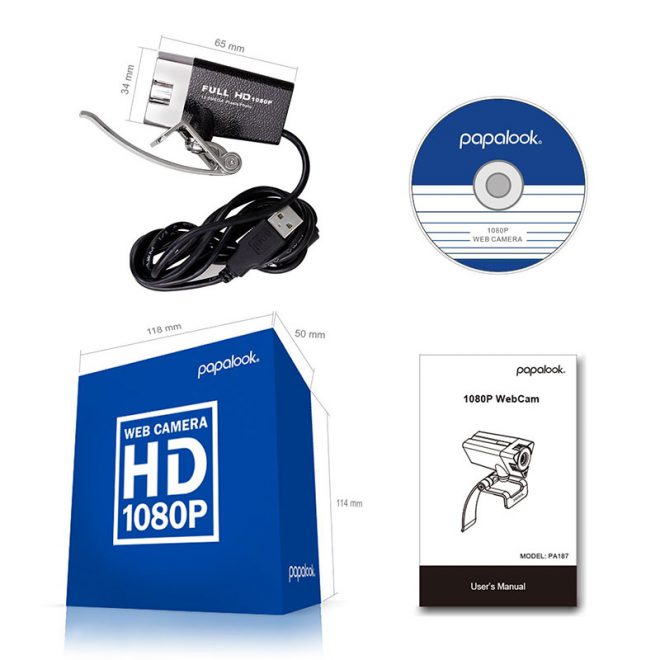 65 mm
34 mm
FULL HD 1080P
papalook®
1080P
WEB CAMERA
118 mm
50 mm
papalook®
WEB CAMERA
HD
1080P
114 mm
papalook®
papalook®
1080P WebCam
MODEL: PA187
User's Manual